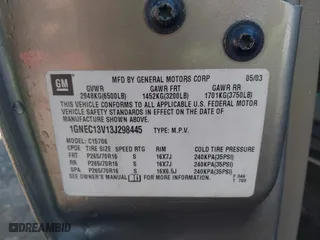 GM
MFD BY GENERAL MOTORS CORP 05/03
GVWR GAWR FRT GAWR RR
2948KG(6500LB) 1452KG(3200LB) 1701KG(3750LB)
THIS VEHICLE CONFORMS TO ALL APPLICABLE U.S. FEDERAL MOTOR
VEHICLE SAFETY STANDARDS IN EFFECT ON THE DATE OF
MANUFACTURE SHOWN ABOVE.
1GNEC13V13J298445 TYPE: M.P.V.
MODEL: C15706
TIRE SIZE SPEED RTG RIM COLD TIRE PRESSURE
FRT P265/70R16 S 16X7J 240KPA(35PSI)
RR P265/70R16 S 16X7J 240KPA(35PSI)
SPA P265/70R16 S 16X6.5J 240KPA(35PSI)
SEE OWNER'S MANUAL FOR ADDITIONAL INFORMATION
DREAMBID